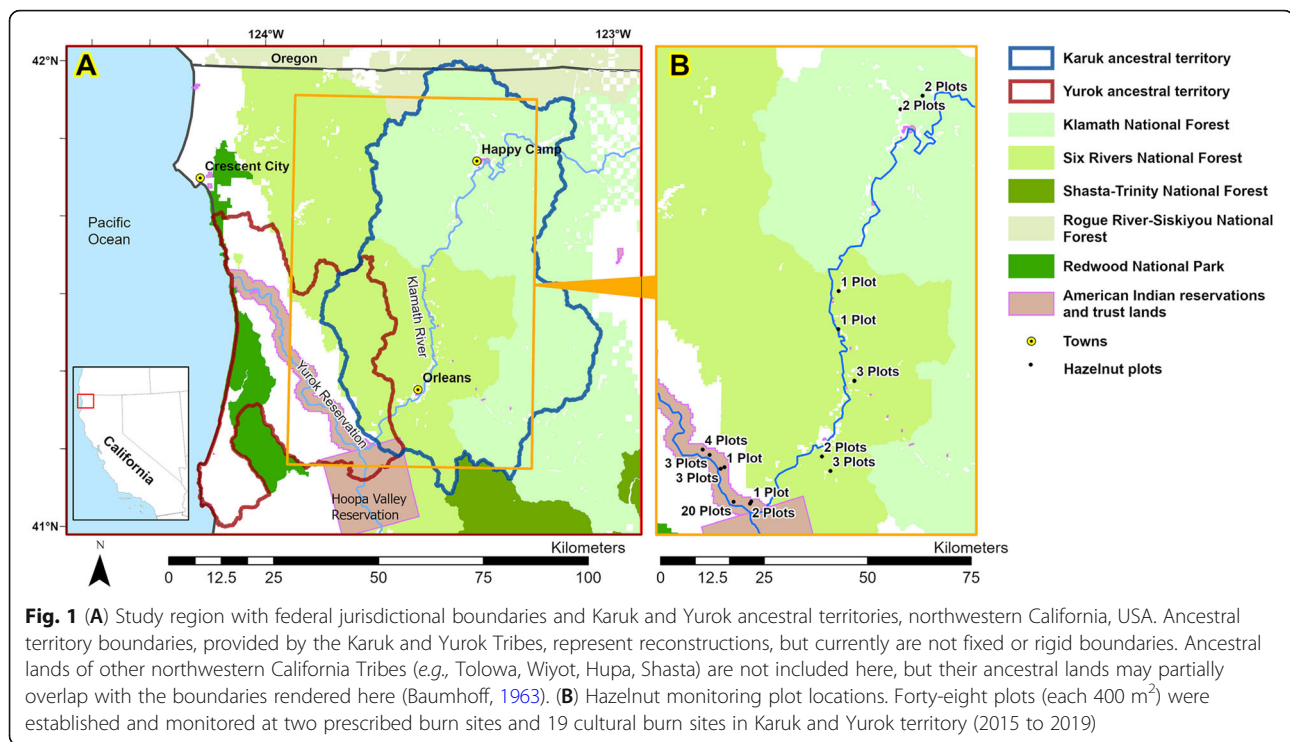 124°W
123°W
A
B
42°N
41°N
Oregon
Crescent City
Happy Camp
Pacific
Ocean
Klamath River
Yurok Reservation
Orleans
Hoopa Valley
Reservation
California
N
Kilometers
0 12.5 25 50 75 100
2 Plots
2 Plots
1 Plot
1 Plot
3 Plots
4 Plots
3 Plots
1 Plot
3 Plots
2 Plots
3 Plots
1 Plot
20 Plots
2 Plots
Kilometers
0 12.5 25 50 75
Karuk ancestral territory
Yurok ancestral territory
Klamath National Forest
Six Rivers National Forest
Shasta-Trinity National Forest
Rogue River-Siskiyou National
Forest
Redwood National Park
American Indian reservations
and trust lands
Towns
Hazelnut plots
Fig. 1 (A) Study region with federal jurisdictional boundaries and Karuk and Yurok ancestral territories, northwestern California, USA. Ancestral
territory boundaries, provided by the Karuk and Yurok Tribes, represent reconstructions, but currently are not fixed or rigid boundaries. Ancestral
lands of other northwestern California Tribes (e.g., Tolowa, Wiyot, Hupa, Shasta) are not included here, but their ancestral lands may partially
overlap with the boundaries rendered here (Baumhoff, 1963). (B) Hazelnut monitoring plot locations. Forty-eight plots (each 400 m²) were
established and monitored at two prescribed burn sites and 19 cultural burn sites in Karuk and Yurok territory (2015 to 2019)